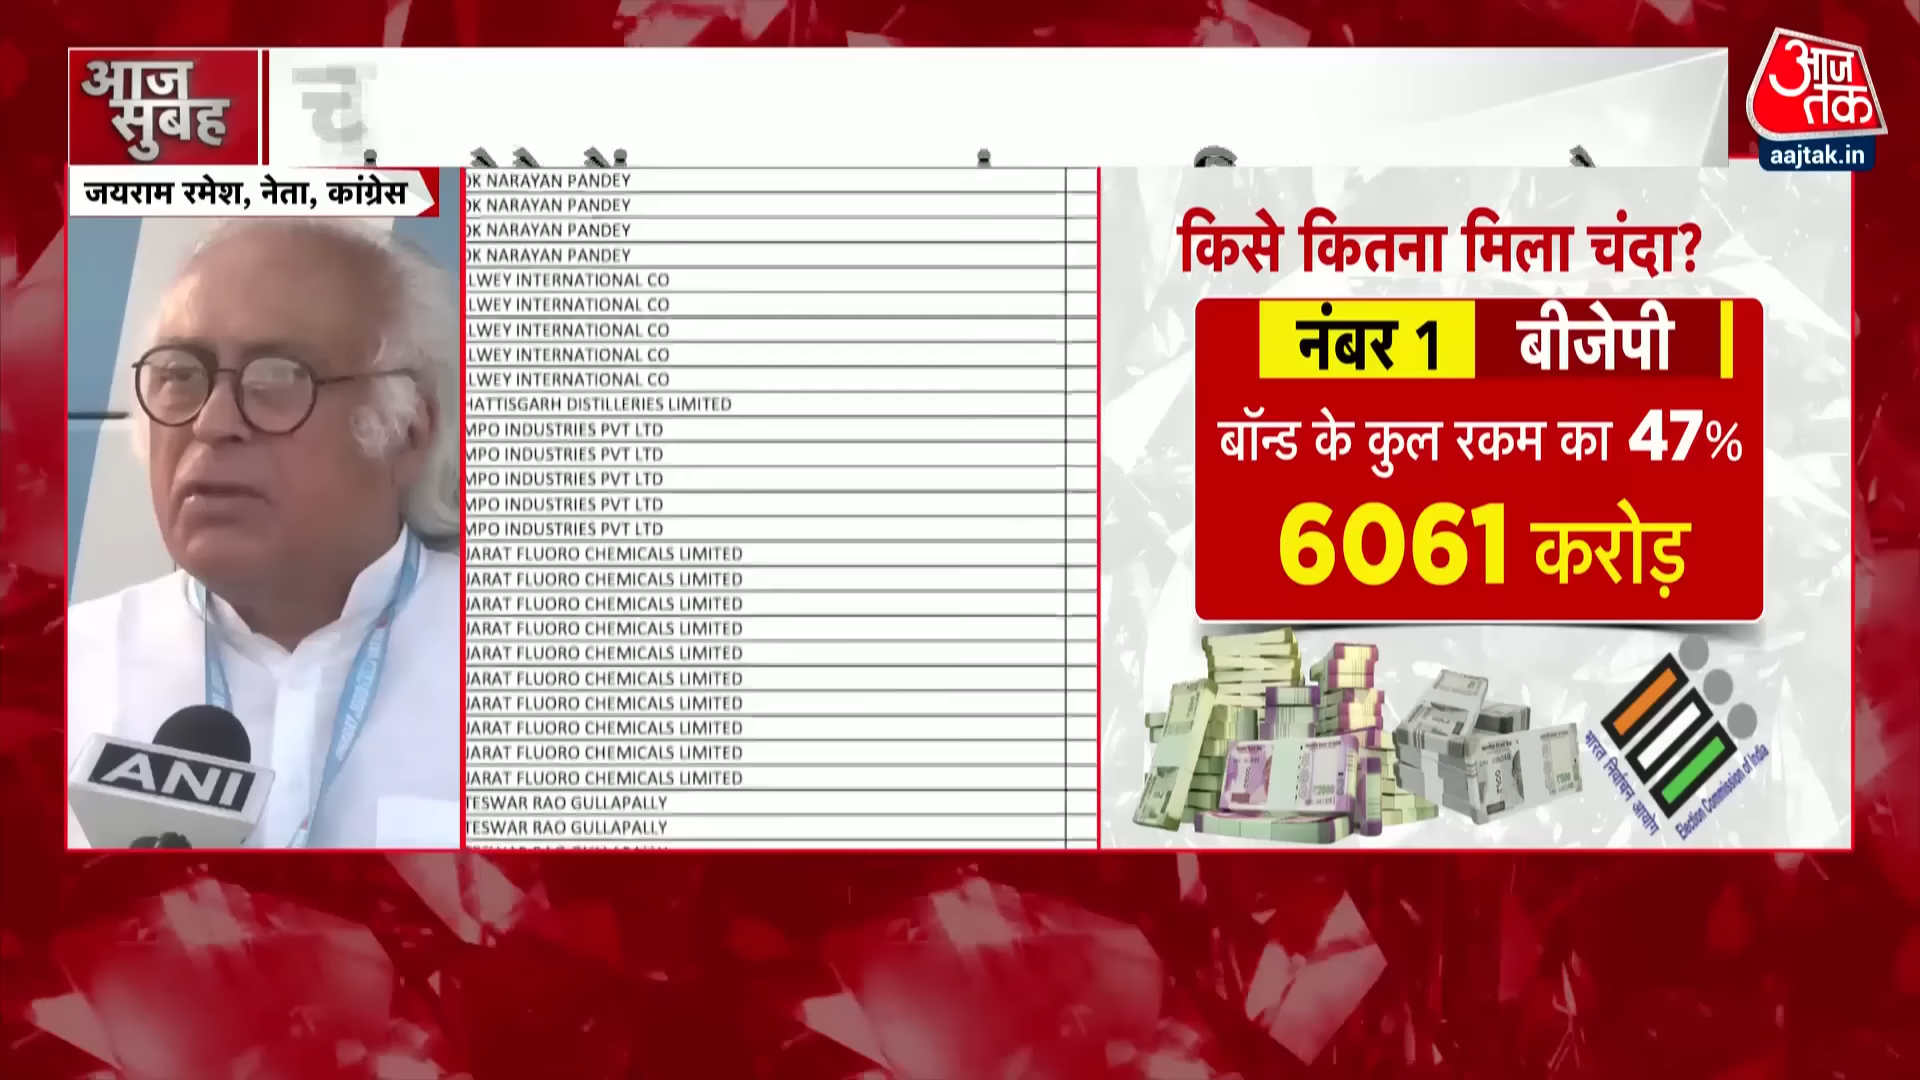 आज
सुबह
आज
तक
aajtak.in
जयराम रमेश, नेता, कांग्रेस
ANI
OK NARAYAN PANDEY
OK NARAYAN PANDEY
OK NARAYAN PANDEY
OK NARAYAN PANDEY
LWEY INTERNATIONAL CO
LWEY INTERNATIONAL CO
LWEY INTERNATIONAL CO
LWEY INTERNATIONAL CO
LWEY INTERNATIONAL CO
HATTISGARH DISTILLERIES LIMITED
MPO INDUSTRIES PVT LTD
MPO INDUSTRIES PVT LTD
MPO INDUSTRIES PVT LTD
MPO INDUSTRIES PVT LTD
MPO INDUSTRIES PVT LTD
JARAT FLUORO CHEMICALS LIMITED
JARAT FLUORO CHEMICALS LIMITED
JARAT FLUORO CHEMICALS LIMITED
JARAT FLUORO CHEMICALS LIMITED
JARAT FLUORO CHEMICALS LIMITED
JARAT FLUORO CHEMICALS LIMITED
JARAT FLUORO CHEMICALS LIMITED
JARAT FLUORO CHEMICALS LIMITED
JARAT FLUORO CHEMICALS LIMITED
JARAT FLUORO CHEMICALS LIMITED
TESWAR RAO GULLAPALLY
TESWAR RAO GULLAPALLY
किसे कितना मिला चंदा?
नंबर 1 बीजेपी
बॉन्ड के कुल रकम का 47%
6061 करोड़
भारत निर्वाचन आयोग
Election Commission of India